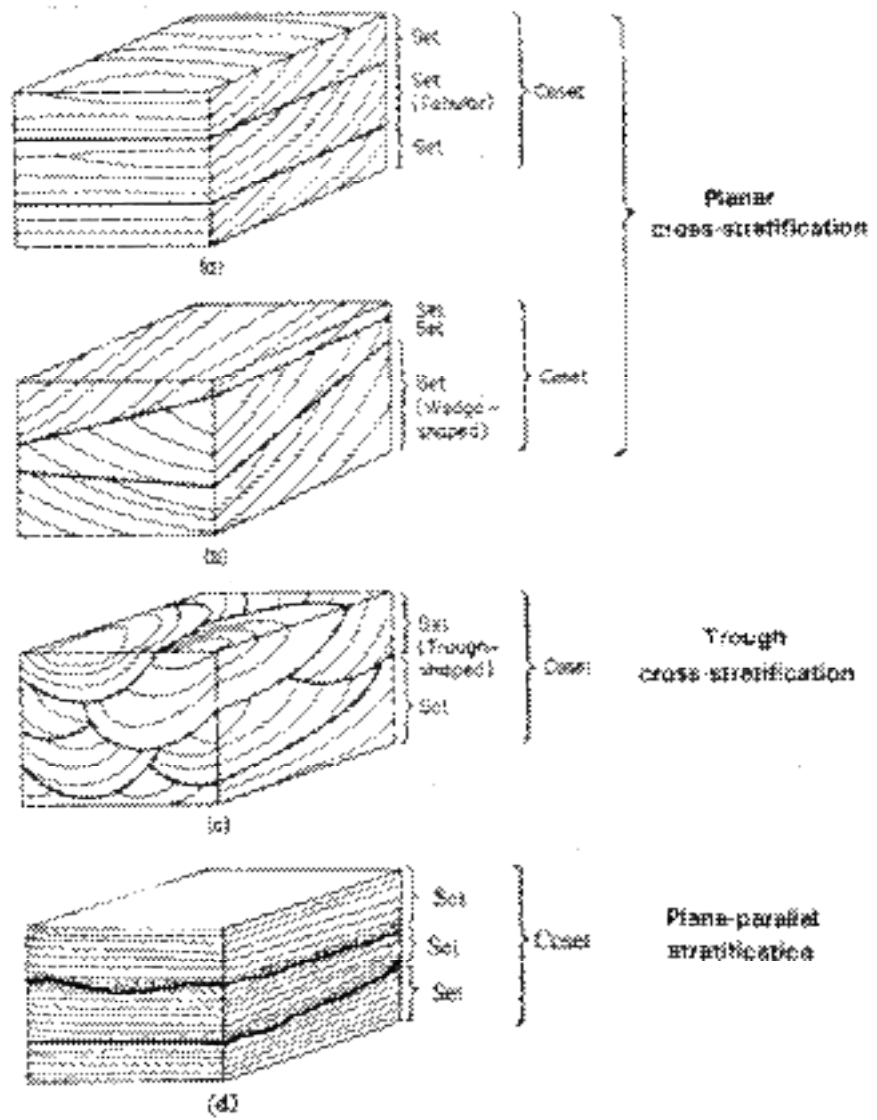 Set
Set
(Tabular)
Set
Coset
Planar
cross-stratification
(a)
Set
Set
Set
(Wedge-
shaped)
Coset
Set
(Trough-
shaped)
Set
Coset
Trough
cross-stratification
(c)
Set
Set
Set
Coset
Plane-parallel
stratification
(d)